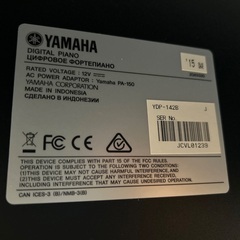 YAMAHA
DIGITAL PIANO
ЦИФРОВОЕ ФОРТЕПИАНО
'15
RATED VOLTAGE : 12V
AC POWER ADAPTOR : Yamaha PA-150
YAMAHA CORPORATION
MADE IN INDONESIA
СДЕЛАНО В ИНДОНЕЗИИ
YDP-142B J
SER No.
JCVL01239
THIS DEVICE COMPLIES WITH PART 15 OF THE FCC RULES.
OPERATION IS SUBJECT TO THE FOLLOWING TWO CONDITIONS:
(1) THIS DEVICE MAY NOT CAUSE HARMFUL INTERFERENCE, AND
(2) THIS DEVICE MUST ACCEPT ANY INTERFERENCE RECEIVED,
INCLUDING INTERFERENCE THAT MAY CAUSE UNDESIRED OPERATION.
CAN ICES-3 (B)/NMB-3(B)